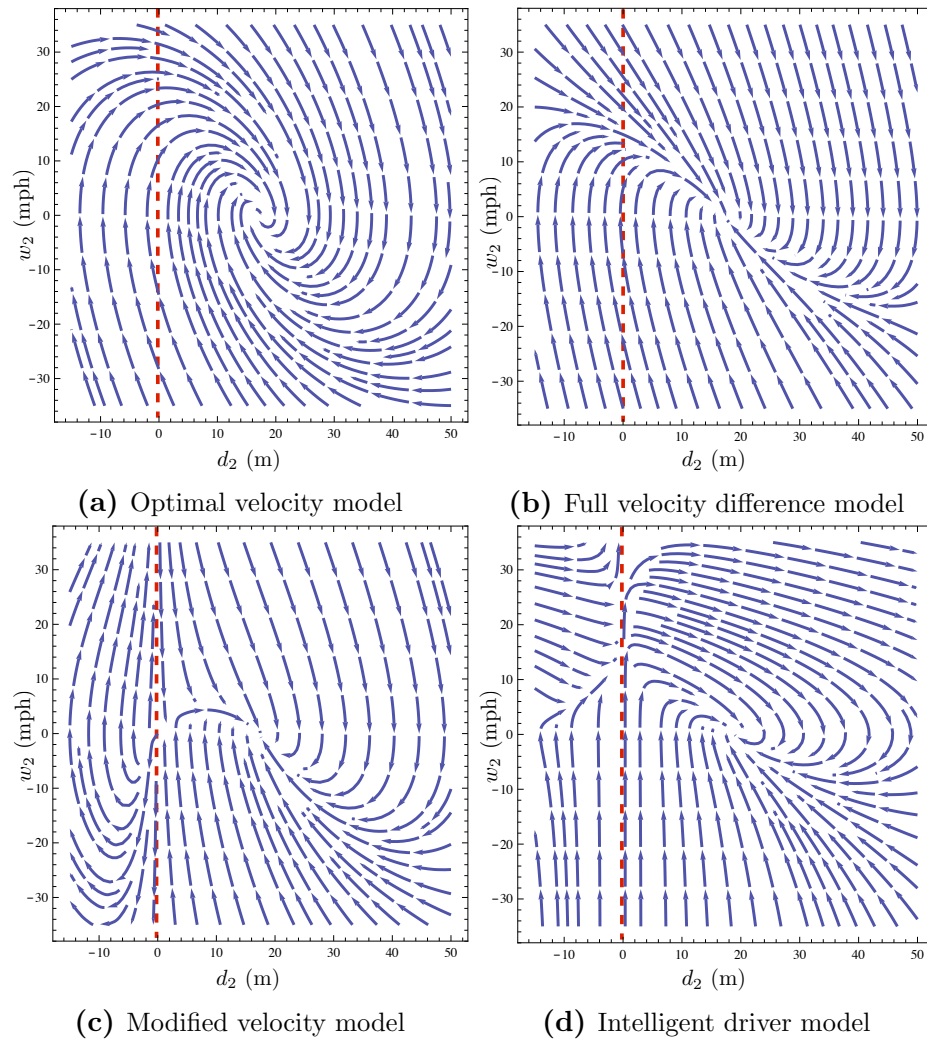 w₂ (mph)
30
20
10
0
−10
−20
−30
−10 0 10 20 30 40 50
d₂ (m)
(a) Optimal velocity model
w₂ (mph)
30
20
10
0
−10
−20
−30
−10 0 10 20 30 40 50
d₂ (m)
(b) Full velocity difference model
w₂ (mph)
30
20
10
0
−10
−20
−30
−10 0 10 20 30 40 50
d₂ (m)
(c) Modified velocity model
w₂ (mph)
30
20
10
0
−10
−20
−30
−10 0 10 20 30 40 50
d₂ (m)
(d) Intelligent driver model